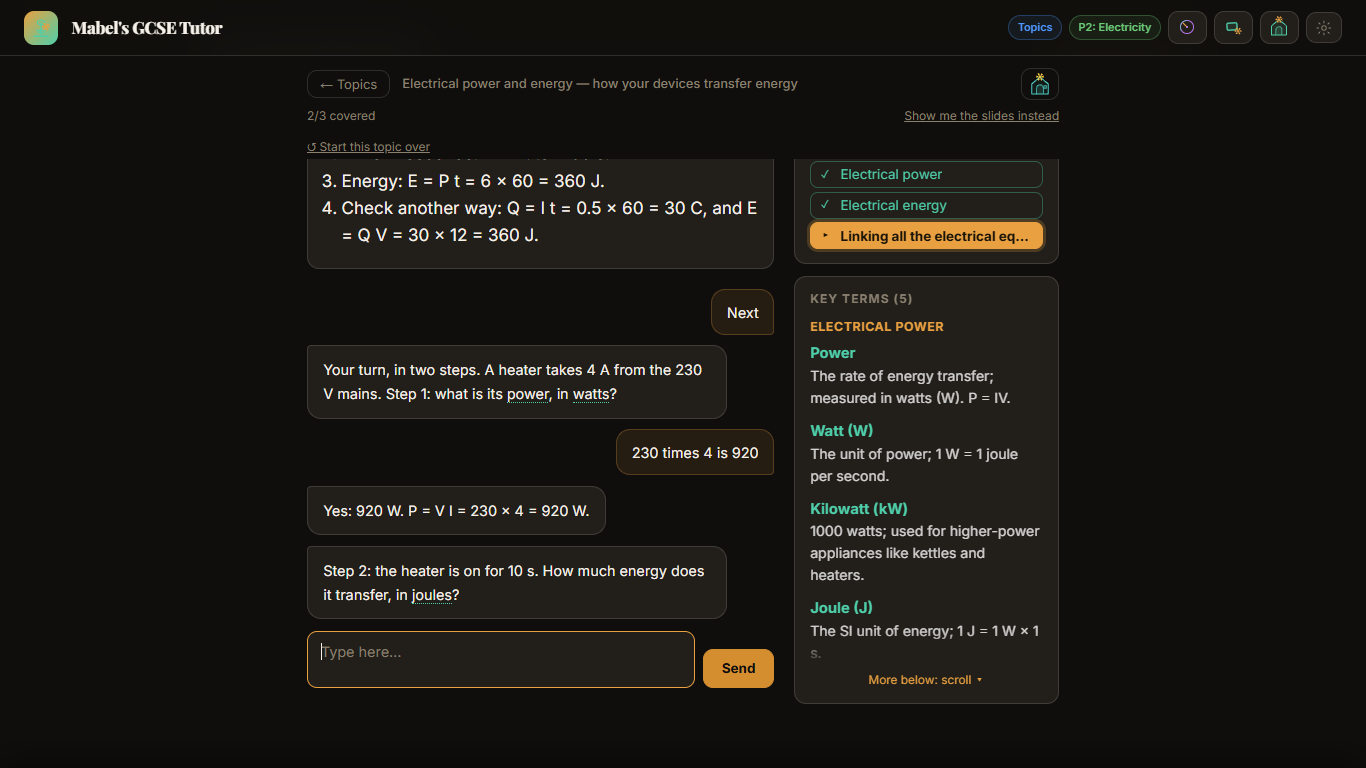 Mabel's GCSE Tutor
Topics
P2: Electricity
← Topics
Electrical power and energy — how your devices transfer energy
2/3 covered
Show me the slides instead
↺ Start this topic over
3. Energy: E = P t = 6 × 60 = 360 J.
4. Check another way: Q = I t = 0.5 × 60 = 30 C, and E
= Q V = 30 × 12 = 360 J.
Next
Your turn, in two steps. A heater takes 4 A from the 230
V mains. Step 1: what is its power, in watts?
230 times 4 is 920
Yes: 920 W. P = V I = 230 × 4 = 920 W.
Step 2: the heater is on for 10 s. How much energy does
it transfer, in joules?
Type here...
Send
✓ Electrical power
✓ Electrical energy
‣ Linking all the electrical eq...
KEY TERMS (5)
ELECTRICAL POWER
Power
The rate of energy transfer;
measured in watts (W). P = IV.
Watt (W)
The unit of power; 1 W = 1 joule
per second.
Kilowatt (kW)
1000 watts; used for higher-power
appliances like kettles and
heaters.
Joule (J)
The SI unit of energy; 1 J = 1 W × 1
s.
More below: scroll ▾